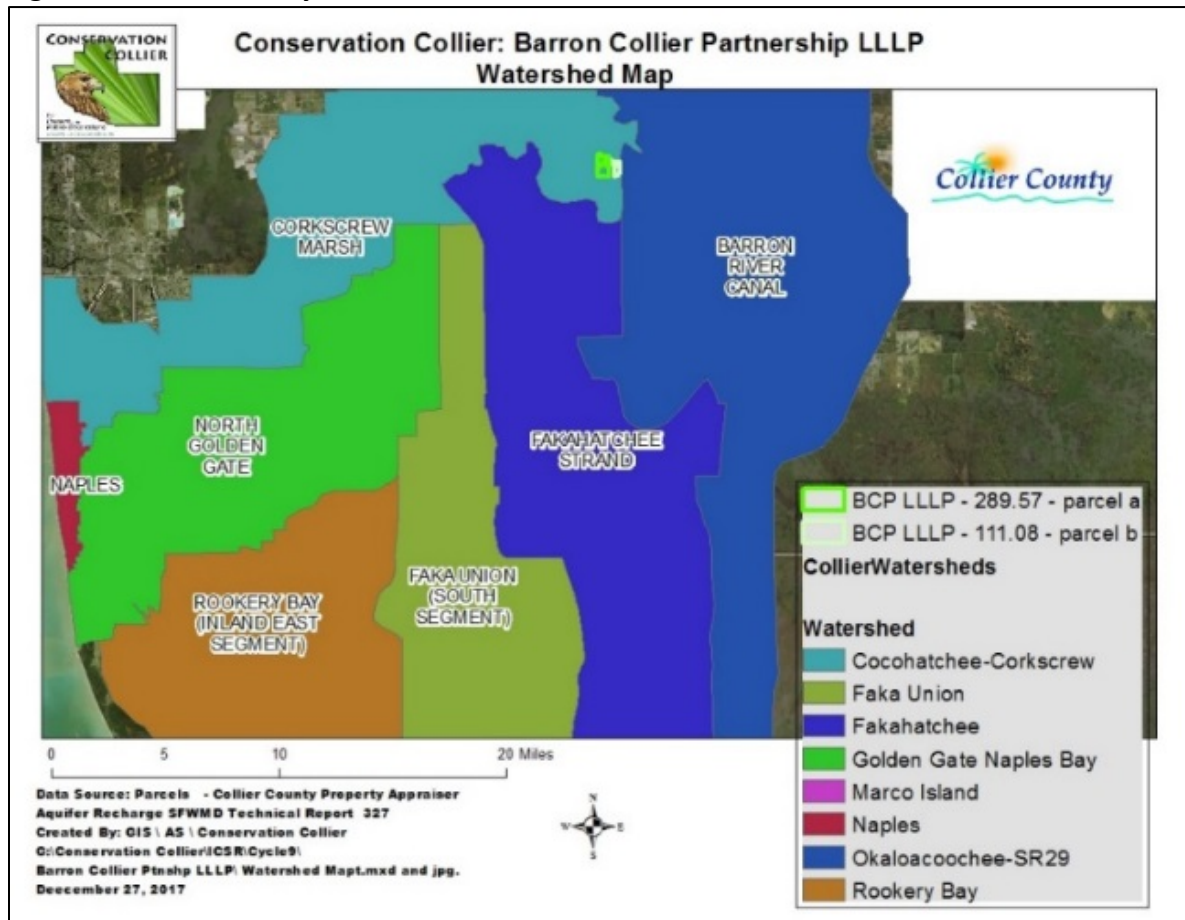 CONSERVATION
COLLIER
Conservation Collier: Barron Collier Partnership LLLP
Watershed Map
Collier County
CORKSCREW
MARSH
BARRON
RIVER
CANAL
NORTH
GOLDEN
GATE
FAKAHATCHEE
STRAND
NAPLES
ROOKERY BAY
(INLAND EAST
SEGMENT)
FAKA UNION
(SOUTH
SEGMENT)
BCP LLLP - 289.57 - parcel a
BCP LLLP - 111.08 - parcel b
CollierWatersheds
Watershed
Cocohatchee-Corkscrew
Faka Union
Fakahatchee
Golden Gate Naples Bay
Marco Island
Naples
Okaloacoochee-SR29
Rookery Bay
0 5 10 20 Miles
Data Source: Parcels - Collier County Property Appraiser
Aquifer Recharge SFWMD Technical Report 327
Created By: GIS \ AS \ Conservation Collier
G:\Conservation Collier\ICSR\Cycle9\
Barron Collier Ptnshp LLLP\ Watershed Mapt.mxd and jpg.
Deecember 27, 2017
N
W E
S